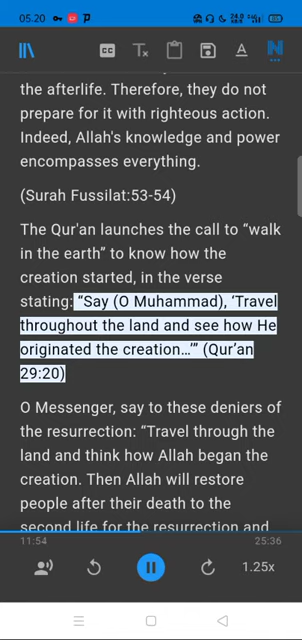 05.20
24.0
KB/S
CC
the afterlife. Therefore, they do not
prepare for it with righteous action.
Indeed, Allah's knowledge and power
encompasses everything.
(Surah Fussilat:53-54)
The Qur'an launches the call to “walk
in the earth” to know how the
creation started, in the verse
stating: “Say (O Muhammad), ‘Travel
throughout the land and see how He
originated the creation…’” (Qur’an
29:20)
O Messenger, say to these deniers of
the resurrection: “Travel through the
land and think how Allah began the
creation. Then Allah will restore
people after their death to the
second life for the resurrection and
11:54
25:36
1.25x